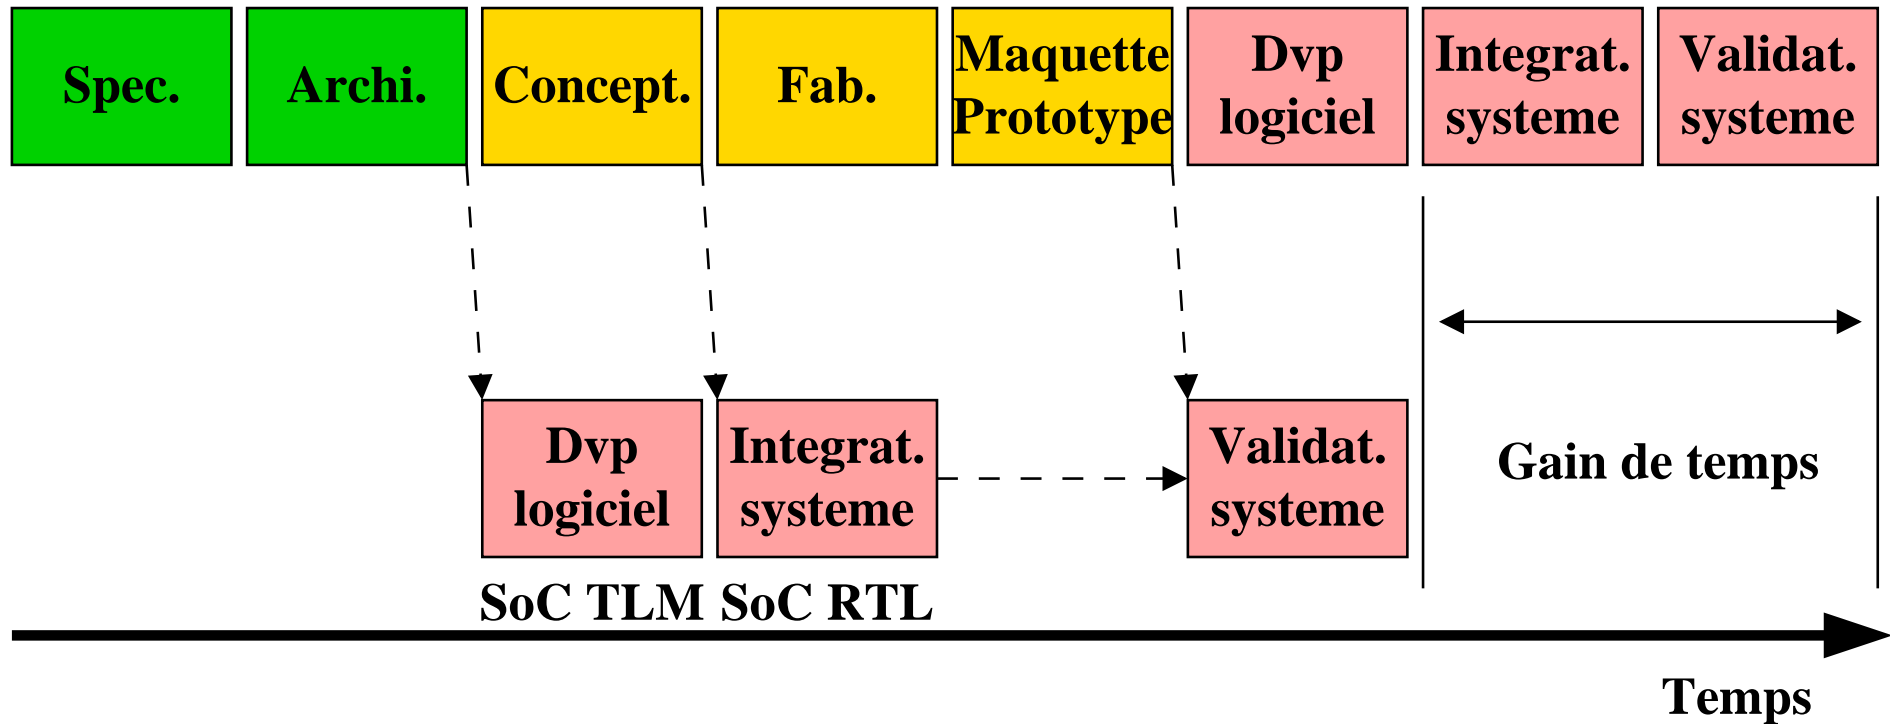 Spec.
Archi.
Concept.
Fab.
Maquette
Prototype
Dvp
logiciel
Integrat.
systeme
Validat.
systeme
Dvp
logiciel
Integrat.
systeme
Validat.
systeme
Gain de temps
SoC TLM
SoC RTL
Temps